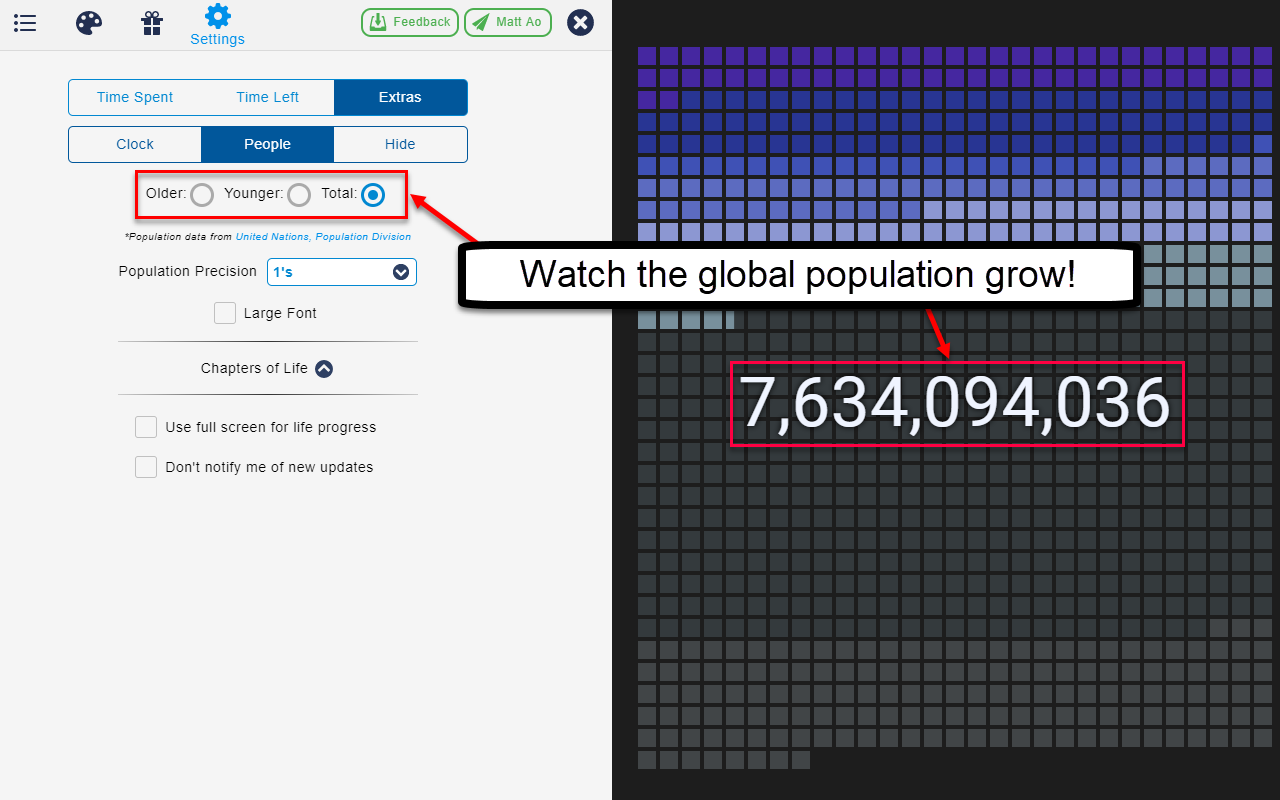 Settings
Feedback
Matt Ao
Time Spent Time Left Extras
Clock People Hide
Older: Younger: Total:
*Population data from United Nations, Population Division
Population Precision 1's
Large Font
Chapters of Life
Use full screen for life progress
Don't notify me of new updates
Watch the global population grow!
7,634,094,036